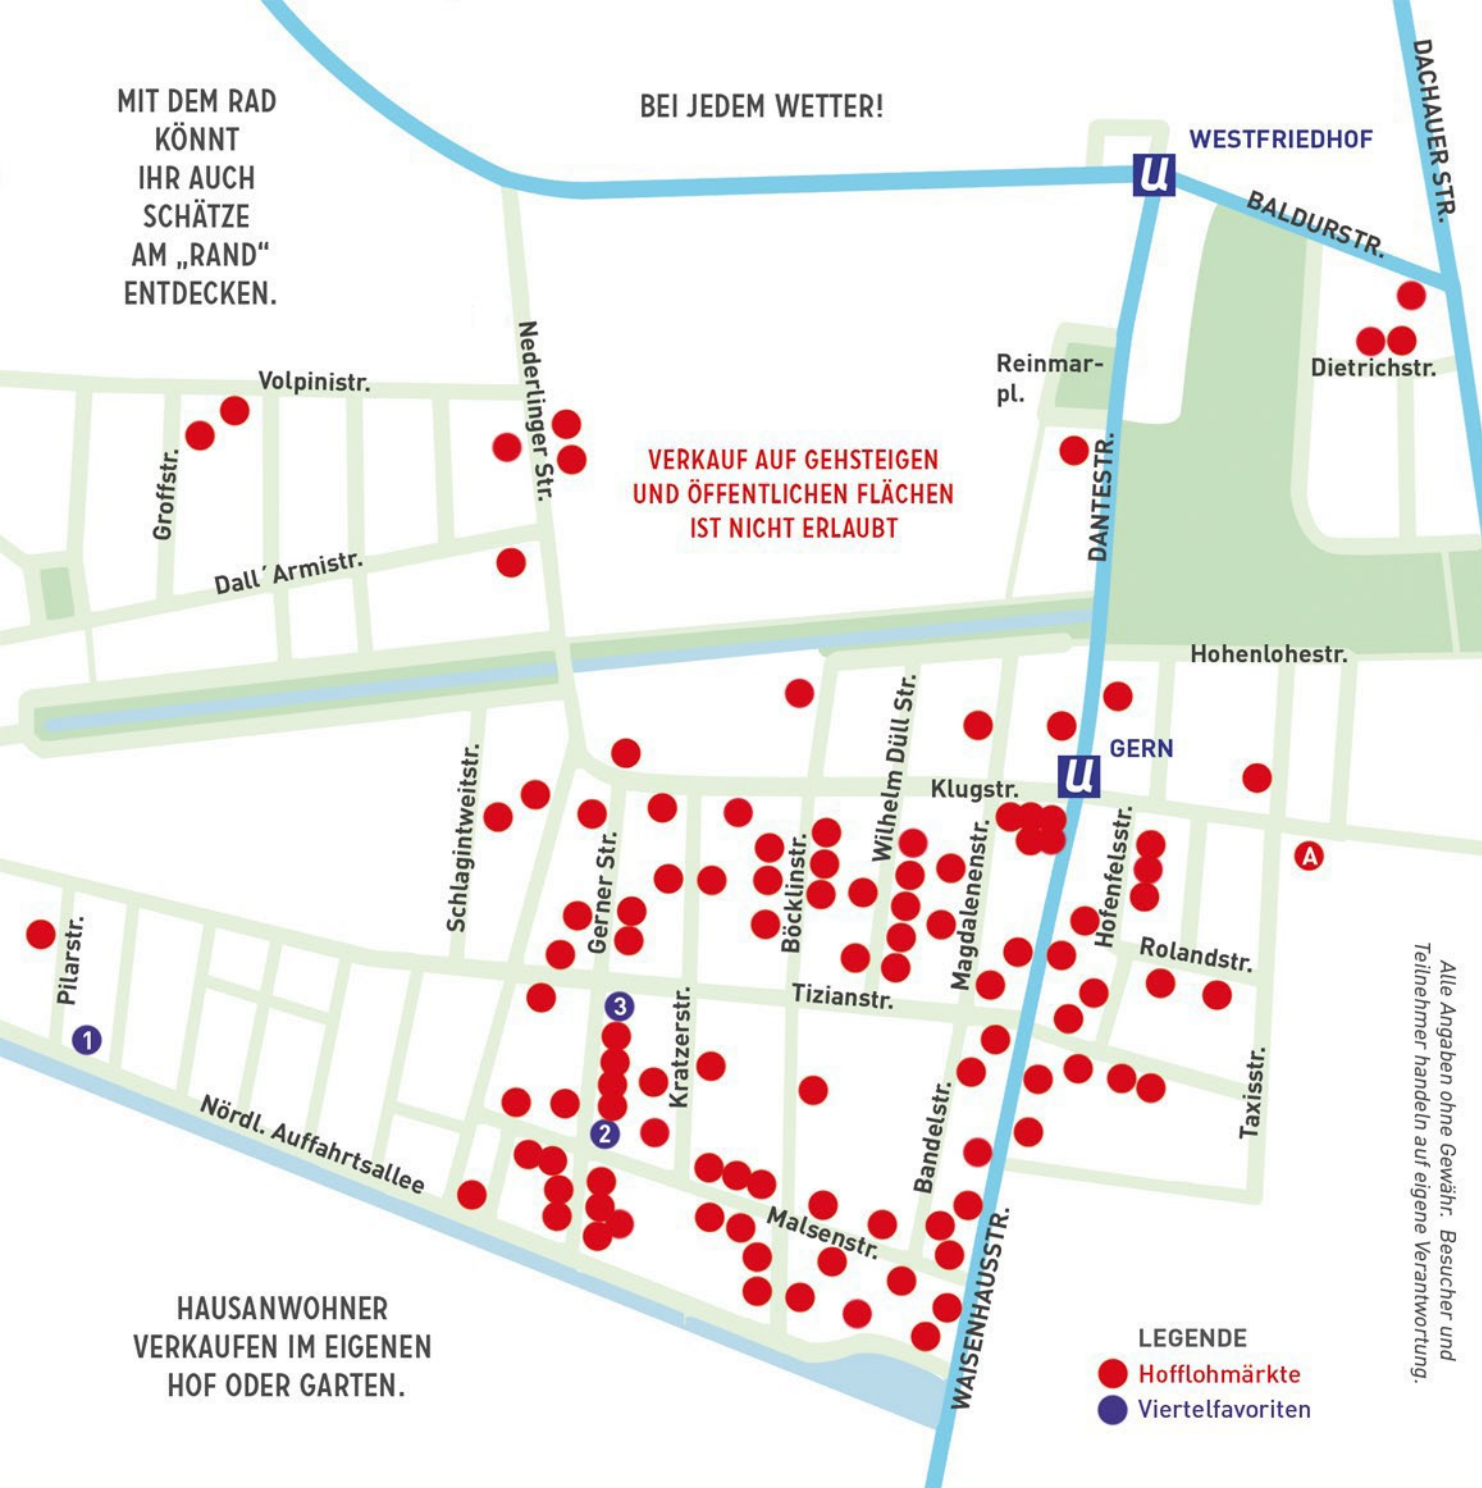 MIT DEM RAD
KÖNNT
IHR AUCH
SCHÄTZE
AM „RAND“
ENTDECKEN.
BEI JEDEM WETTER!
WESTFRIEDHOF
U
DACHAUER STR.
BALDURSTR.
Dietrichstr.
Reinmar-
pl.
Volpinistr.
Nederlinger Str.
Groffstr.
VERKAUF AUF GEHSTEIGEN
UND ÖFFENTLICHEN FLÄCHEN
IST NICHT ERLAUBT
DANTESTR.
Dall´Armistr.
Hohenlohestr.
GERN
U
Klugstr.
Wilhelm Düll Str.
Schlagintweitstr.
Gerner Str.
Böcklinstr.
Magdalenenstr.
Hofenfelsstr.
A
Pilarstr.
Rolandstr.
Tizianstr.
1
3
2
Kratzerstr.
Bandelstr.
Taxisstr.
Nördl. Auffahrtsallee
Malsenstr.
WAISENHAUSSTR.
HAUSANWOHNER
VERKAUFEN IM EIGENEN
HOF ODER GARTEN.
LEGENDE
Hofflohmärkte
Viertelfavoriten
Alle Angaben ohne Gewähr. Besucher und
Teilnehmer handeln auf eigene Verantwortung.